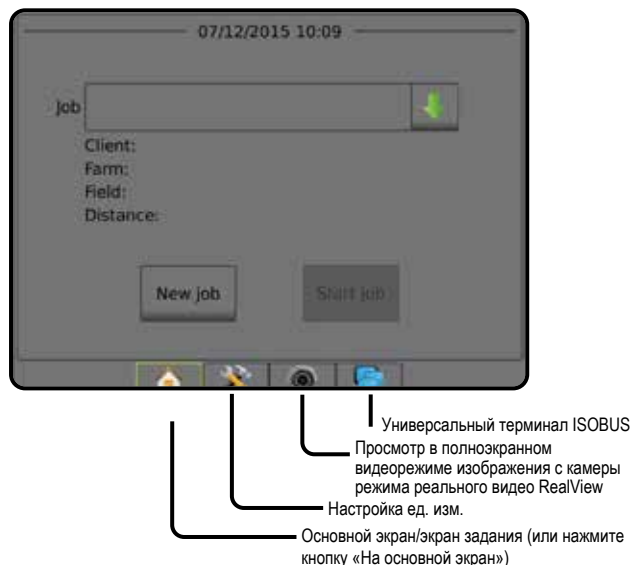 07/12/2015 10:09
Job
Client:
Farm:
Field:
Distance:
New job
Start job
Универсальный терминал ISOBUS
Просмотр в полноэкранном
видеорежиме изображения с камеры
режима реального видео RealView
Настройка ед. изм.
Основной экран/экран задания (или нажмите
кнопку «На основной экран»)